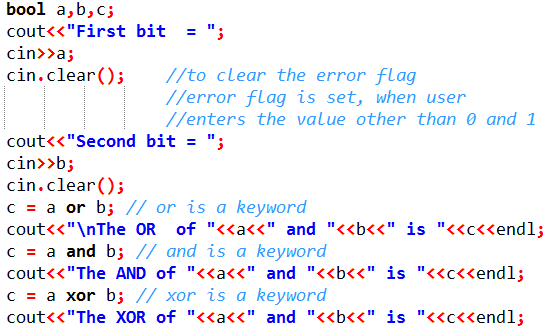 bool a,b,c;
cout<<"First bit  = ";
cin>>a;
cin.clear();    //to clear the error flag
                //error flag is set, when user
                //enters the value other than 0 and 1
cout<<"Second bit = ";
cin>>b;
cin.clear();
c = a or b; // or is a keyword
cout<<"\nThe OR  of "<<a<<" and "<<b<<" is "<<c<<endl;
c = a and b; // and is a keyword
cout<<"The AND of "<<a<<" and "<<b<<" is "<<c<<endl;
c = a xor b; // xor is a keyword
cout<<"The XOR of "<<a<<" and "<<b<<" is "<<c<<endl;